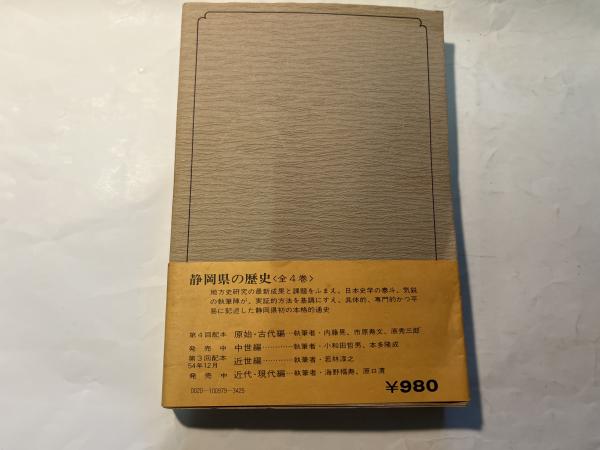 静岡県の歴史〈全4巻〉
地方史研究の最新成果と課題をふまえ、日本史学の泰斗、気鋭
の執筆陣が、実証的方法を基調にすえ、具体的、専門的かつ平
易に記述した静岡県初の本格的通史
第4回配本 原始・古代編…執筆者・内藤晃、市原寿文、原秀三郎
発売中 中世編…………執筆者・小和田哲男、本多隆成
第3回配本 54年12月 近世編…………執筆者・若林淳之
発売中 近代・現代編…執筆者・海野福寿、原口清
0020-100979-3425
¥980